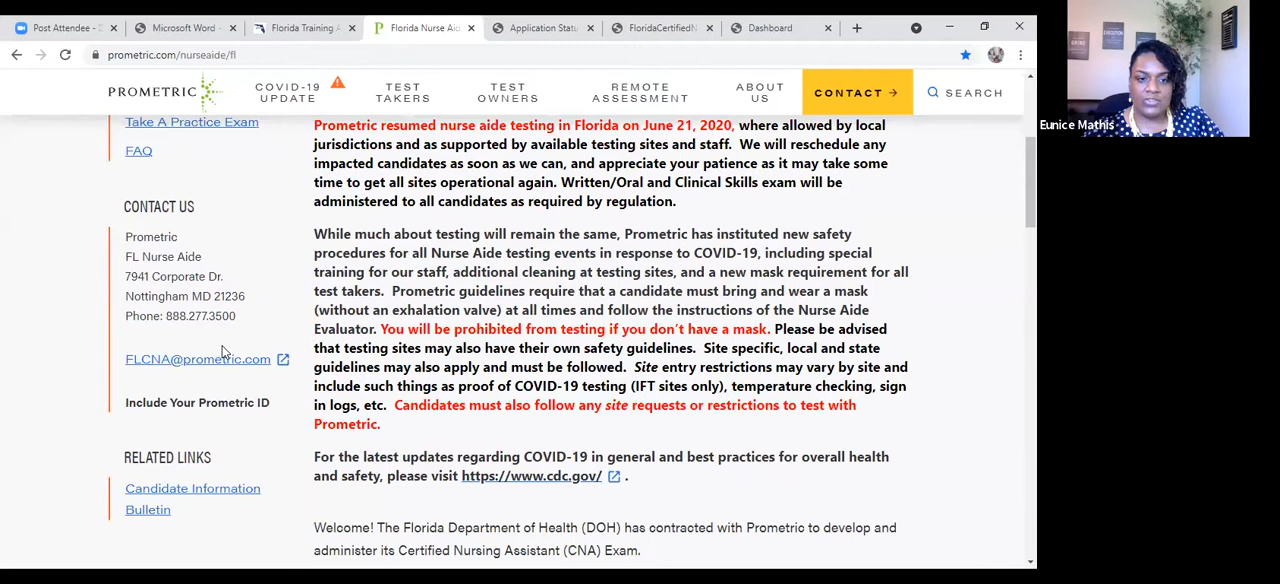 Post Attendee - D
Microsoft Word -
Florida Training A
Florida Nurse Aid
Application Statu
FloridaCertifiedN
Dashboard
prometric.com/nurseaide/fl
PROMETRIC
COVID-19
UPDATE
TEST
TAKERS
TEST
OWNERS
REMOTE
ASSESSMENT
ABOUT
US
CONTACT →
SEARCH
Take A Practice Exam
FAQ
CONTACT US
Prometric
FL Nurse Aide
7941 Corporate Dr.
Nottingham MD 21236
Phone: 888.277.3500
FLCNA@prometric.com
Include Your Prometric ID
RELATED LINKS
Candidate Information
Bulletin
Prometric resumed nurse aide testing in Florida on June 21, 2020, where allowed by local
jurisdictions and as supported by available testing sites and staff. We will reschedule any
impacted candidates as soon as we can, and appreciate your patience as it may take some
time to get all sites operational again. Written/Oral and Clinical Skills exam will be
administered to all candidates as required by regulation.
While much about testing will remain the same, Prometric has instituted new safety
procedures for all Nurse Aide testing events in response to COVID-19, including special
training for our staff, additional cleaning at testing sites, and a new mask requirement for all
test takers. Prometric guidelines require that a candidate must bring and wear a mask
(without an exhalation valve) at all times and follow the instructions of the Nurse Aide
Evaluator. You will be prohibited from testing if you don't have a mask. Please be advised
that testing sites may also have their own safety guidelines. Site specific, local and state
guidelines may also apply and must be followed. Site entry restrictions may vary by site and
include such things as proof of COVID-19 testing (IFT sites only), temperature checking, sign
in logs, etc. Candidates must also follow any site requests or restrictions to test with
Prometric.
For the latest updates regarding COVID-19 in general and best practices for overall health
and safety, please visit https://www.cdc.gov/ .
Welcome! The Florida Department of Health (DOH) has contracted with Prometric to develop and
administer its Certified Nursing Assistant (CNA) Exam.
Eunice Mathis